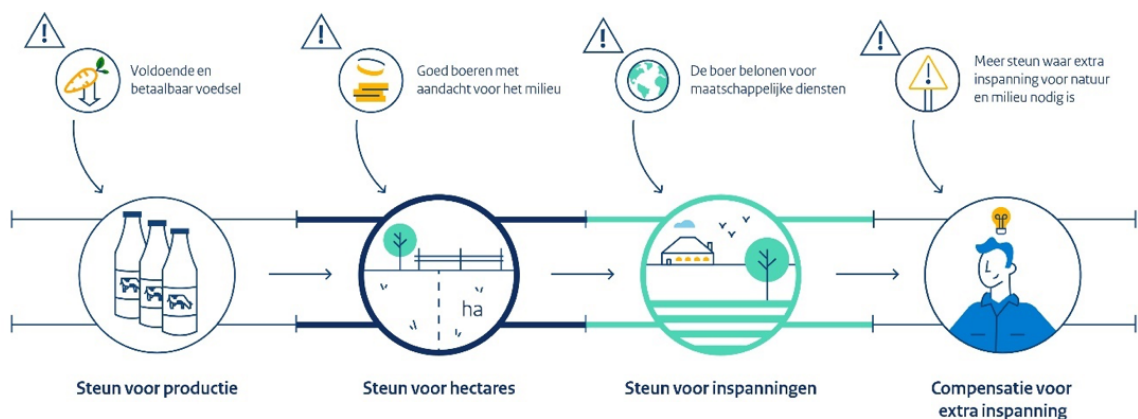 Voldoende en
betaalbaar voedsel
Goed boeren met
aandacht voor het milieu
De boer belonen voor
maatschappelijke diensten
Meer steun waar extra
inspanning voor natuur
en milieu nodig is
ha
Steun voor productie
Steun voor hectares
Steun voor inspanningen
Compensatie voor
extra inspanning